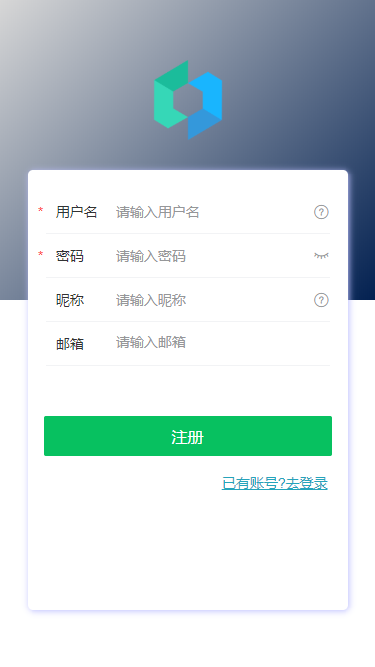 * 用户名 请输入用户名 ?
* 密码 请输入密码
昵称 请输入昵称 ?
邮箱 请输入邮箱
注册
已有账号?去登录